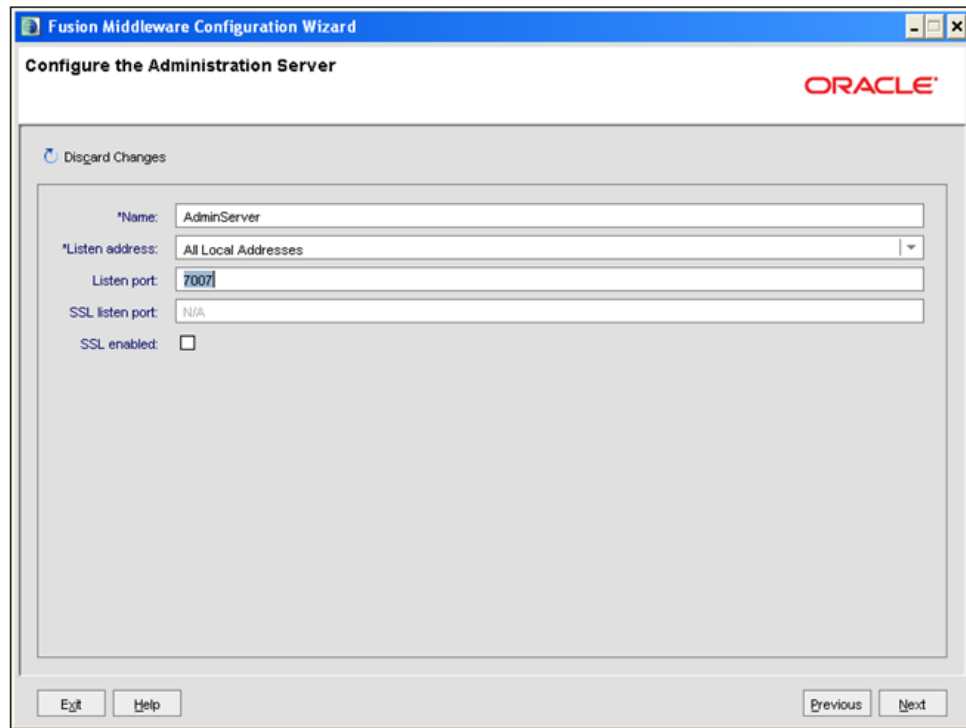 Fusion Middleware Configuration Wizard
Configure the Administration Server
ORACLE
Discard Changes
*Name: AdminServer
*Listen address: All Local Addresses
Listen port: 7007
SSL listen port: N/A
SSL enabled:
Exit Help Previous Next